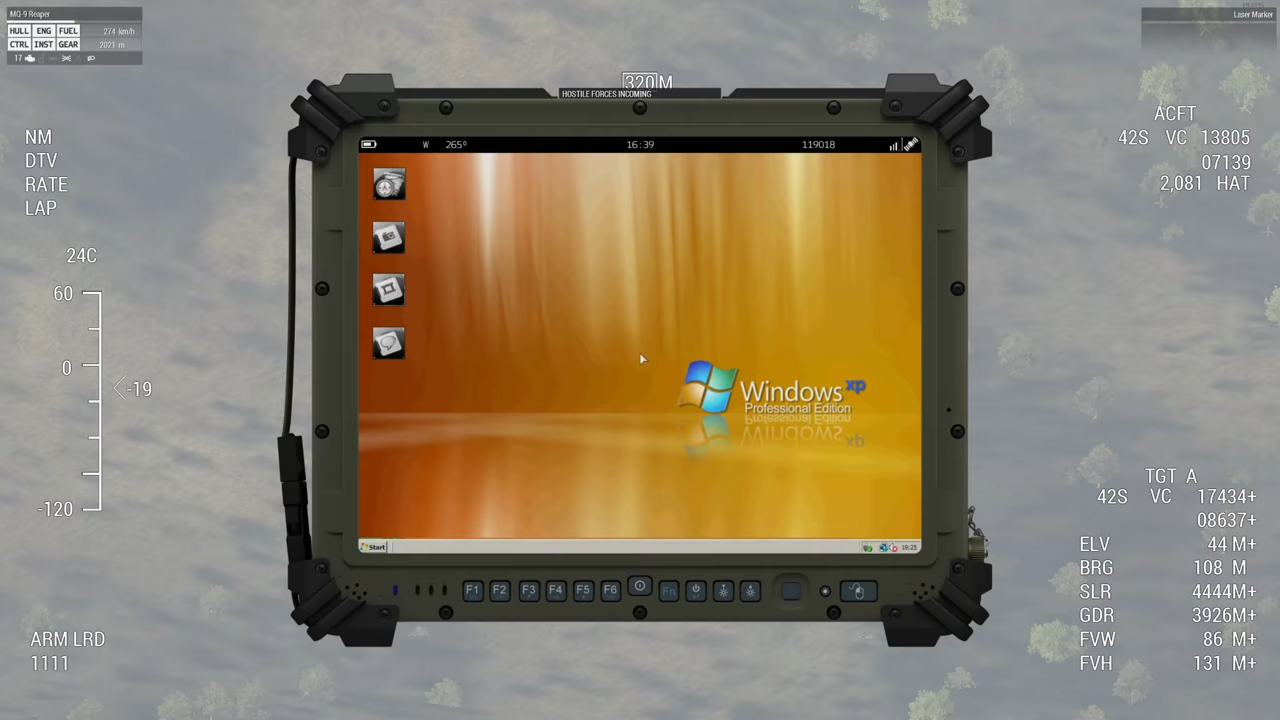 MQ-9 Reaper
HULL ENG FUEL 274 km/h
CTRL INST GEAR 2021 m
17
Laser Marker
320 M
HOSTILE FORCES INCOMING
NM
DTV
RATE
LAP
24C
60
0
-19
-120
ARM LRD
1111
W 265° 16:39 119018
Windows xp
Professional Edition
Start
19:25
F1 F2 F3 F4 F5 F6 Fn
ACFT
42S VC 13805
07139
2,081 HAT
TGT A
42S VC 17434+
08637+
ELV 44 M+
BRG 108 M
SLR 4444M+
GDR 3926M+
FVW 86 M+
FVH 131 M+